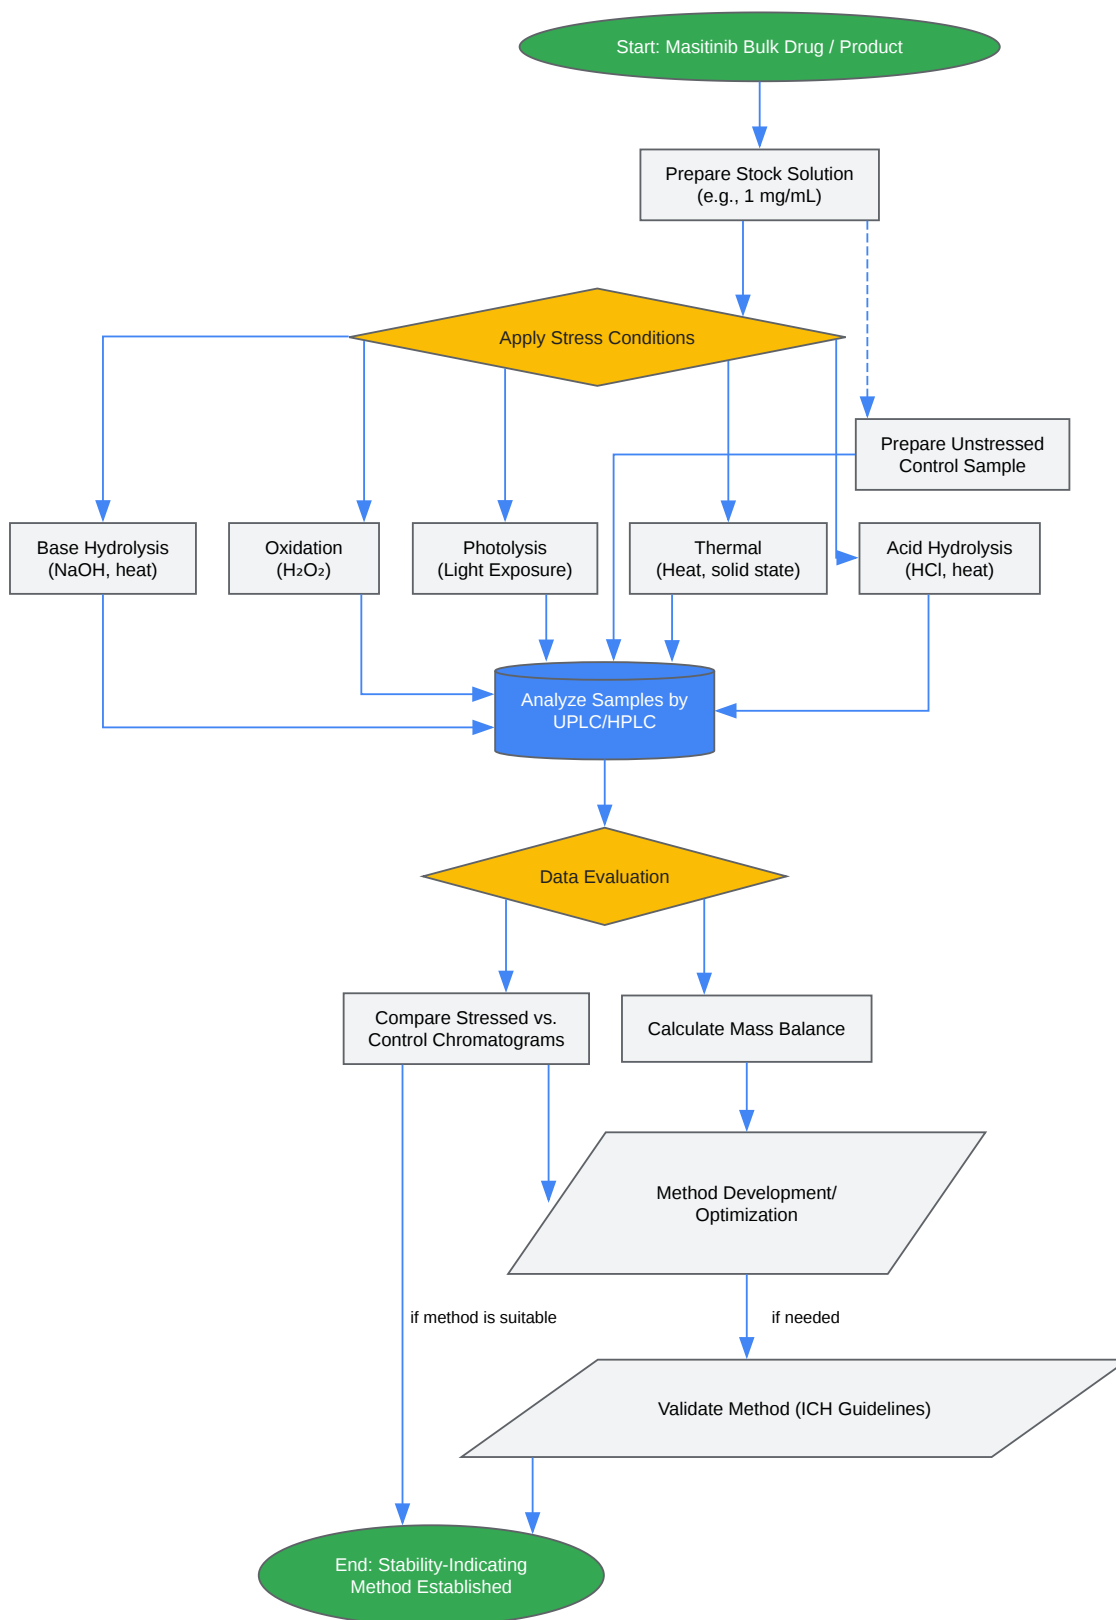 Start: Masitinib Bulk Drug / Product
Prepare Stock Solution
(e.g., 1 mg/mL)
Apply Stress Conditions
Prepare Unstressed
Control Sample
Base Hydrolysis
(NaOH, heat)
Oxidation
(H₂O₂)
Photolysis
(Light Exposure)
Thermal
(Heat, solid state)
Acid Hydrolysis
(HCl, heat)
Analyze Samples by
UPLC/HPLC
Data Evaluation
Compare Stressed vs.
Control Chromatograms
Calculate Mass Balance
Method Development/
Optimization
if method is suitable
if needed
Validate Method (ICH Guidelines)
End: Stability-Indicating
Method Established